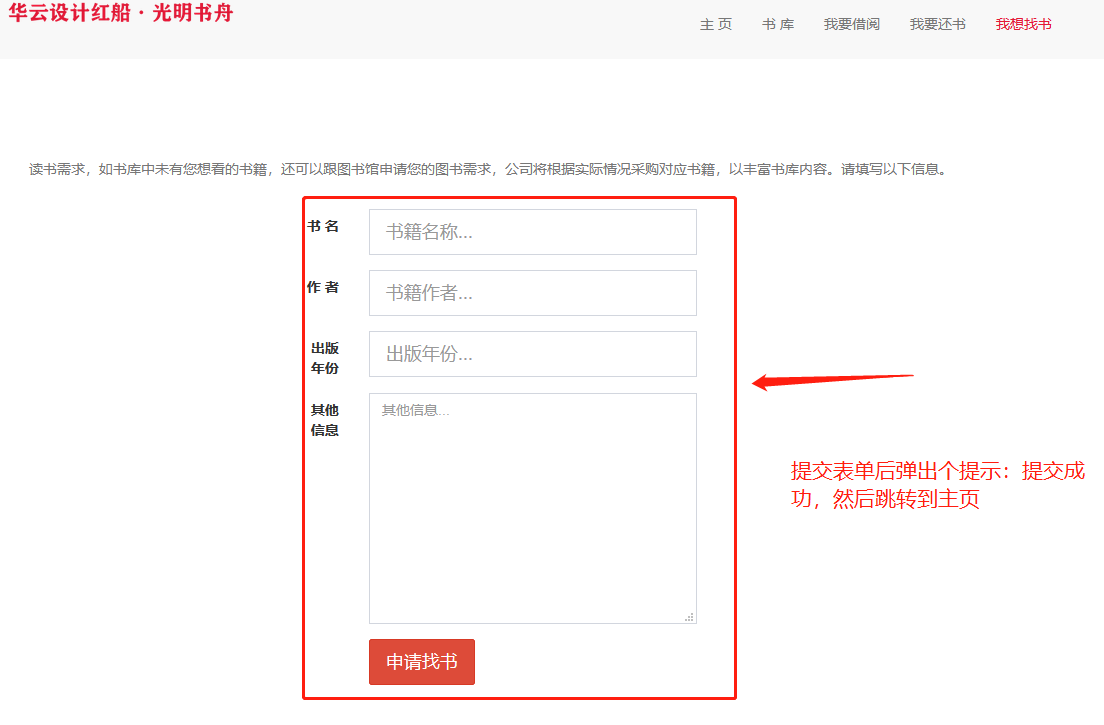 华云设计红船·光明书舟
主 页 书 库 我要借阅 我要还书 我想找书
读书需求，如书库中未有您想看的书籍，还可以跟图书馆申请您的图书需求，公司将根据实际情况采购对应书籍，以丰富书库内容。请填写以下信息。
书 名 书籍名称...
作 者 书籍作者...
出版 出版年份...
年份
其他 其他信息...
信息
提交表单后弹出个提示：提交成
功，然后跳转到主页
申请找书